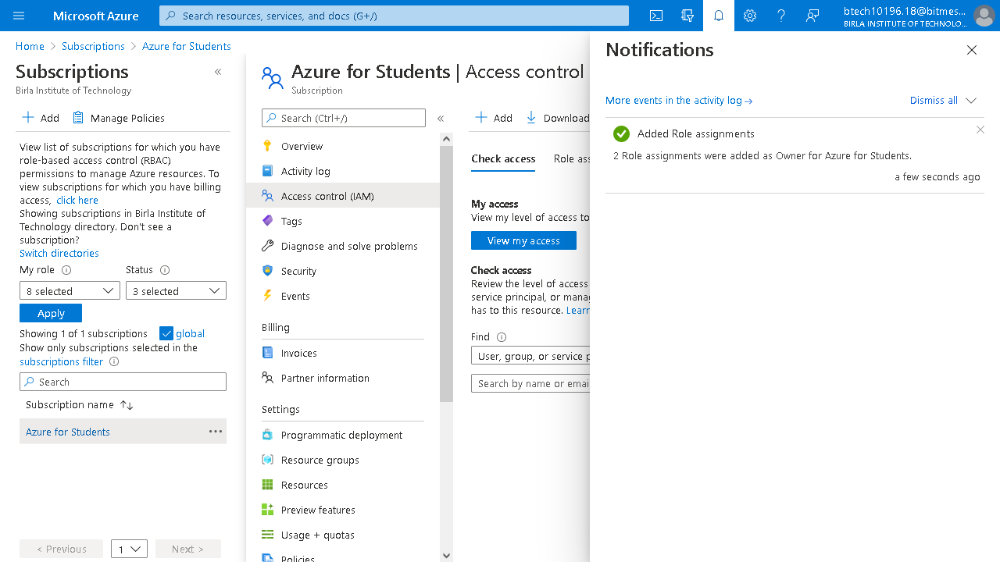 Microsoft Azure
Search resources, services, and docs (G+/)
btech10196.18@bitmes...
BIRLA INSTITUTE OF TECHNOLO...
Home
Subscriptions
Azure for Students
Subscriptions
Birla Institute of Technology
Add
Manage Policies
View list of subscriptions for which you have
role-based access control (RBAC)
permissions to manage Azure resources. To
view subscriptions for which you have billing
access, click here
Showing subscriptions in Birla Institute of
Technology directory. Don't see a
subscription?
Switch directories
My role
Status
8 selected
3 selected
Apply
Showing 1 of 1 subscriptions
global
Show only subscriptions selected in the
subscriptions filter
Search
Subscription name
Azure for Students
< Previous
1
Next >
Azure for Students | Access control
Subscription
Search (Ctrl+/)
Overview
Activity log
Access control (IAM)
Tags
Diagnose and solve problems
Security
Events
Billing
Invoices
Partner information
Settings
Programmatic deployment
Resource groups
Resources
Preview features
Usage + quotas
Policies
Add
Download
Check access
Role ass
My access
View my level of access to
View my access
Check access
Review the level of access
service principal, or manag
has to this resource. Learn
Find
User, group, or service p
Search by name or emai
Notifications
More events in the activity log →
Dismiss all
Added Role assignments
2 Role assignments were added as Owner for Azure for Students.
a few seconds ago